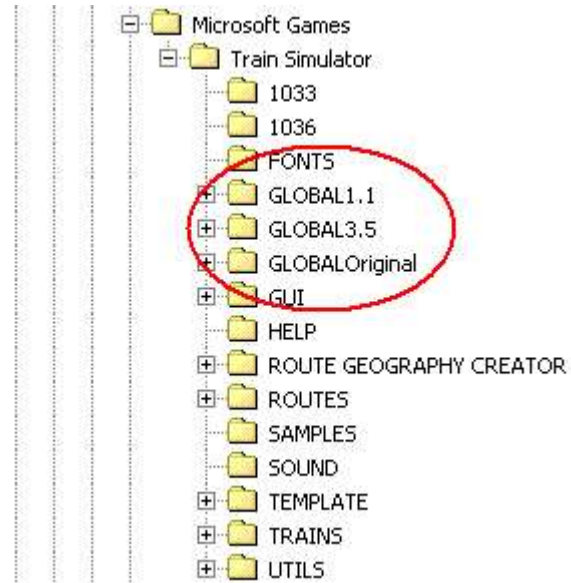 Microsoft Games
Train Simulator
1033
1036
FONTS
GLOBAL1.1
GLOBAL3.5
GLOBALOriginal
GUI
HELP
ROUTE GEOGRAPHY CREATOR
ROUTES
SAMPLES
SOUND
TEMPLATE
TRAINS
UTILS